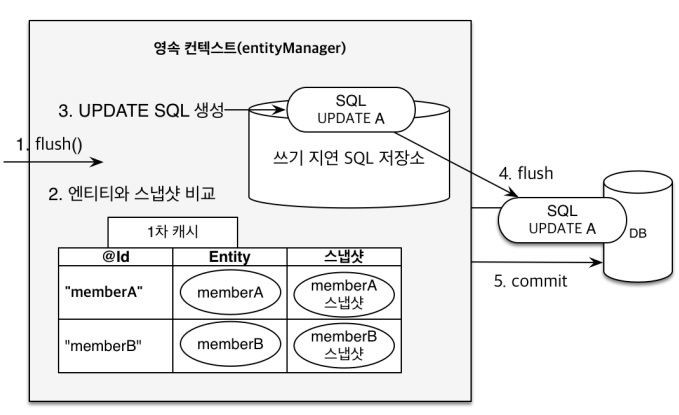 영속 컨텍스트(entityManager)
3. UPDATE SQL 생성
SQL
UPDATE A
1. flush()
쓰기 지연 SQL 저장소
2. 엔티티와 스냅샷 비교
4. flush
SQL
UPDATE A
DB
5. commit
1차 캐시
@Id Entity 스냅샷
"memberA" memberA memberA
스냅샷
"memberB" memberB memberB
스냅샷